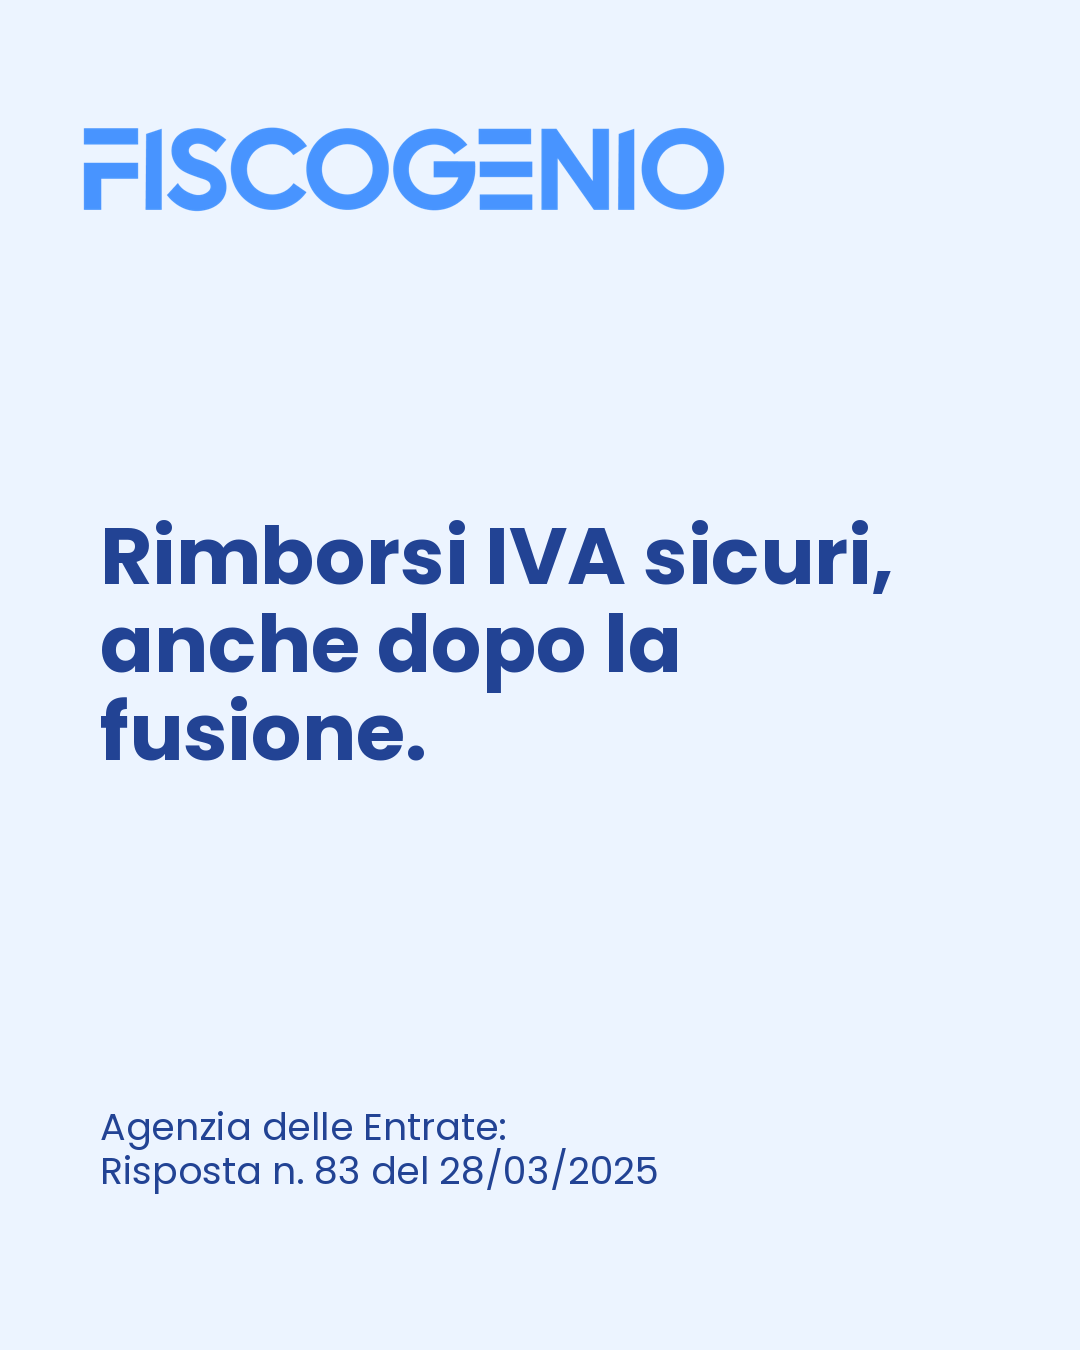 FISCOGENIO
Rimborsi IVA sicuri,
anche dopo la
fusione.
Agenzia delle Entrate:
Risposta n. 83 del 28/03/2025